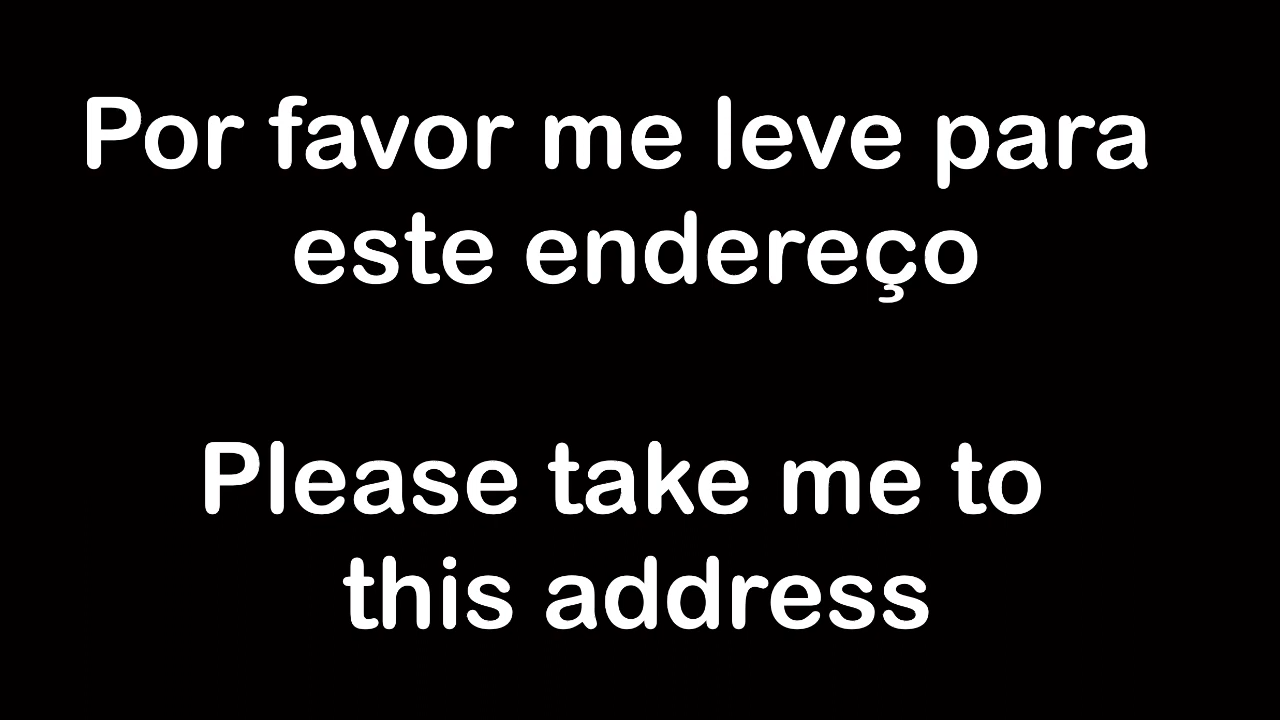 Por favor me leve para
este endereço
Please take me to
this address